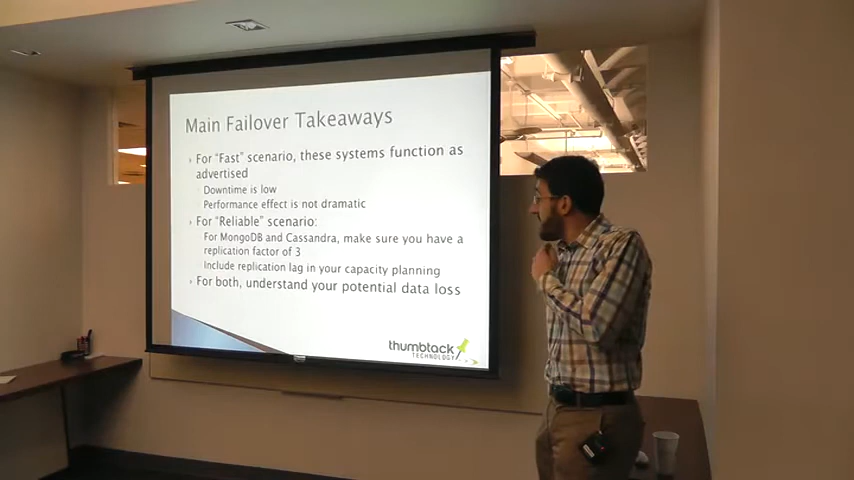 Main Failover Takeaways
For “Fast” scenario, these systems function as
advertised
Downtime is low
Performance effect is not dramatic
For “Reliable” scenario:
For MongoDB and Cassandra, make sure you have a
replication factor of 3
Include replication lag in your capacity planning
For both, understand your potential data loss
thumbtack
TECHNOLOGY